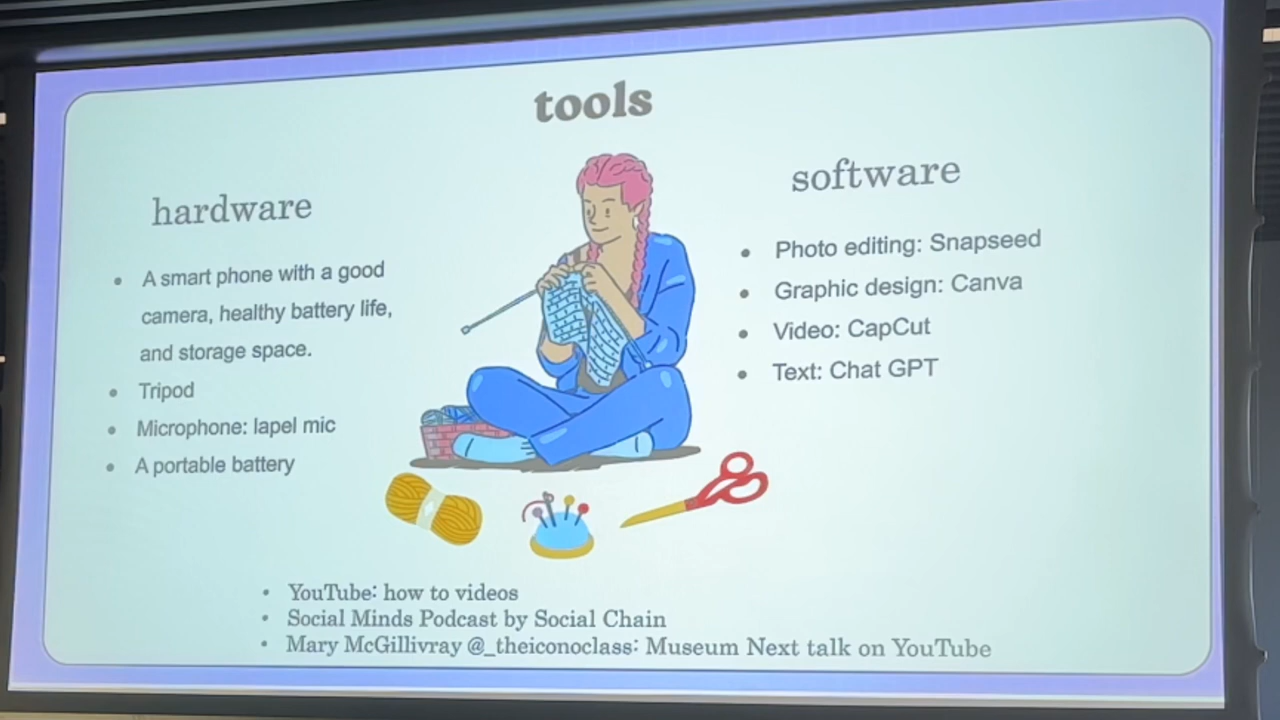 tools
hardware
• A smart phone with a good
camera, healthy battery life,
and storage space.
• Tripod
• Microphone: lapel mic
• A portable battery
software
• Photo editing: Snapseed
• Graphic design: Canva
• Video: CapCut
• Text: Chat GPT
• YouTube: how to videos
• Social Minds Podcast by Social Chain
• Mary McGillivray @_theiconoclass: Museum Next talk on YouTube